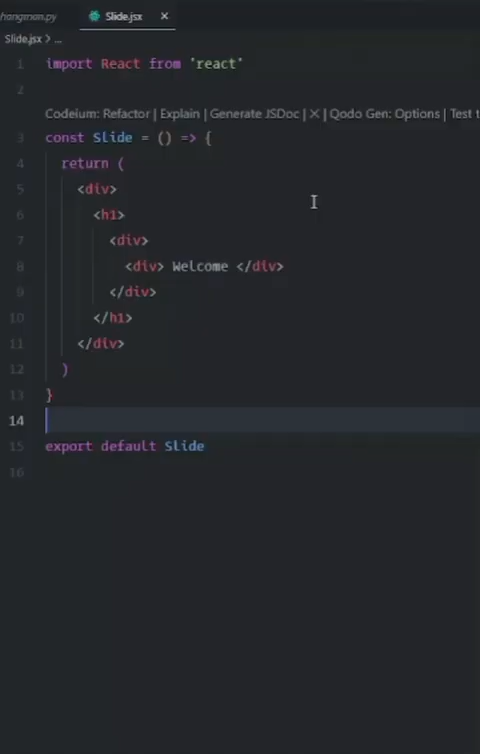 hangman.py Slide.jsx ×
Slide.jsx > ...
1 import React from 'react'
2
Codeium: Refactor | Explain | Generate JSDoc | × | Qodo Gen: Options | Test t
3 const Slide = () => {
4 return (
5 <div>
6 <h1>
7 <div>
8 <div> Welcome </div>
9 </div>
10 </h1>
11 </div>
12 )
13 }
14
15 export default Slide
16